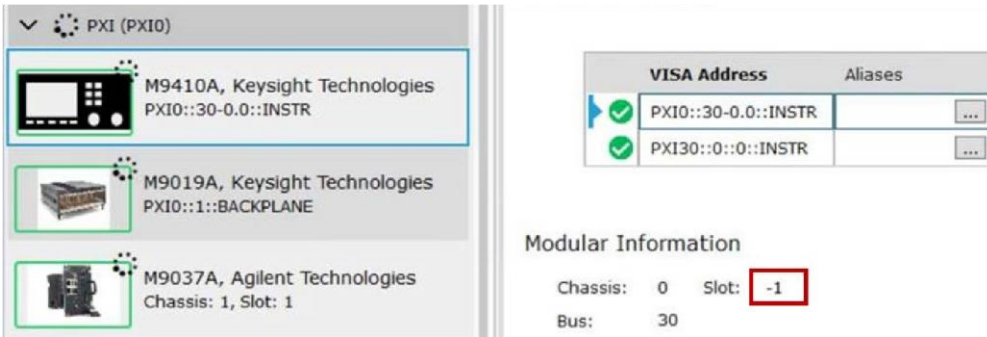 PXI (PXI0)
M9410A, Keysight Technologies
PXI0::30-0.0::INSTR
M9019A, Keysight Technologies
PXI0::1::BACKPLANE
M9037A, Agilent Technologies
Chassis: 1, Slot: 1
VISA Address Aliases
PXI0::30-0.0::INSTR ...
PXI30::0::0::INSTR ...
Modular Information
Chassis: 0 Slot: -1
Bus: 30